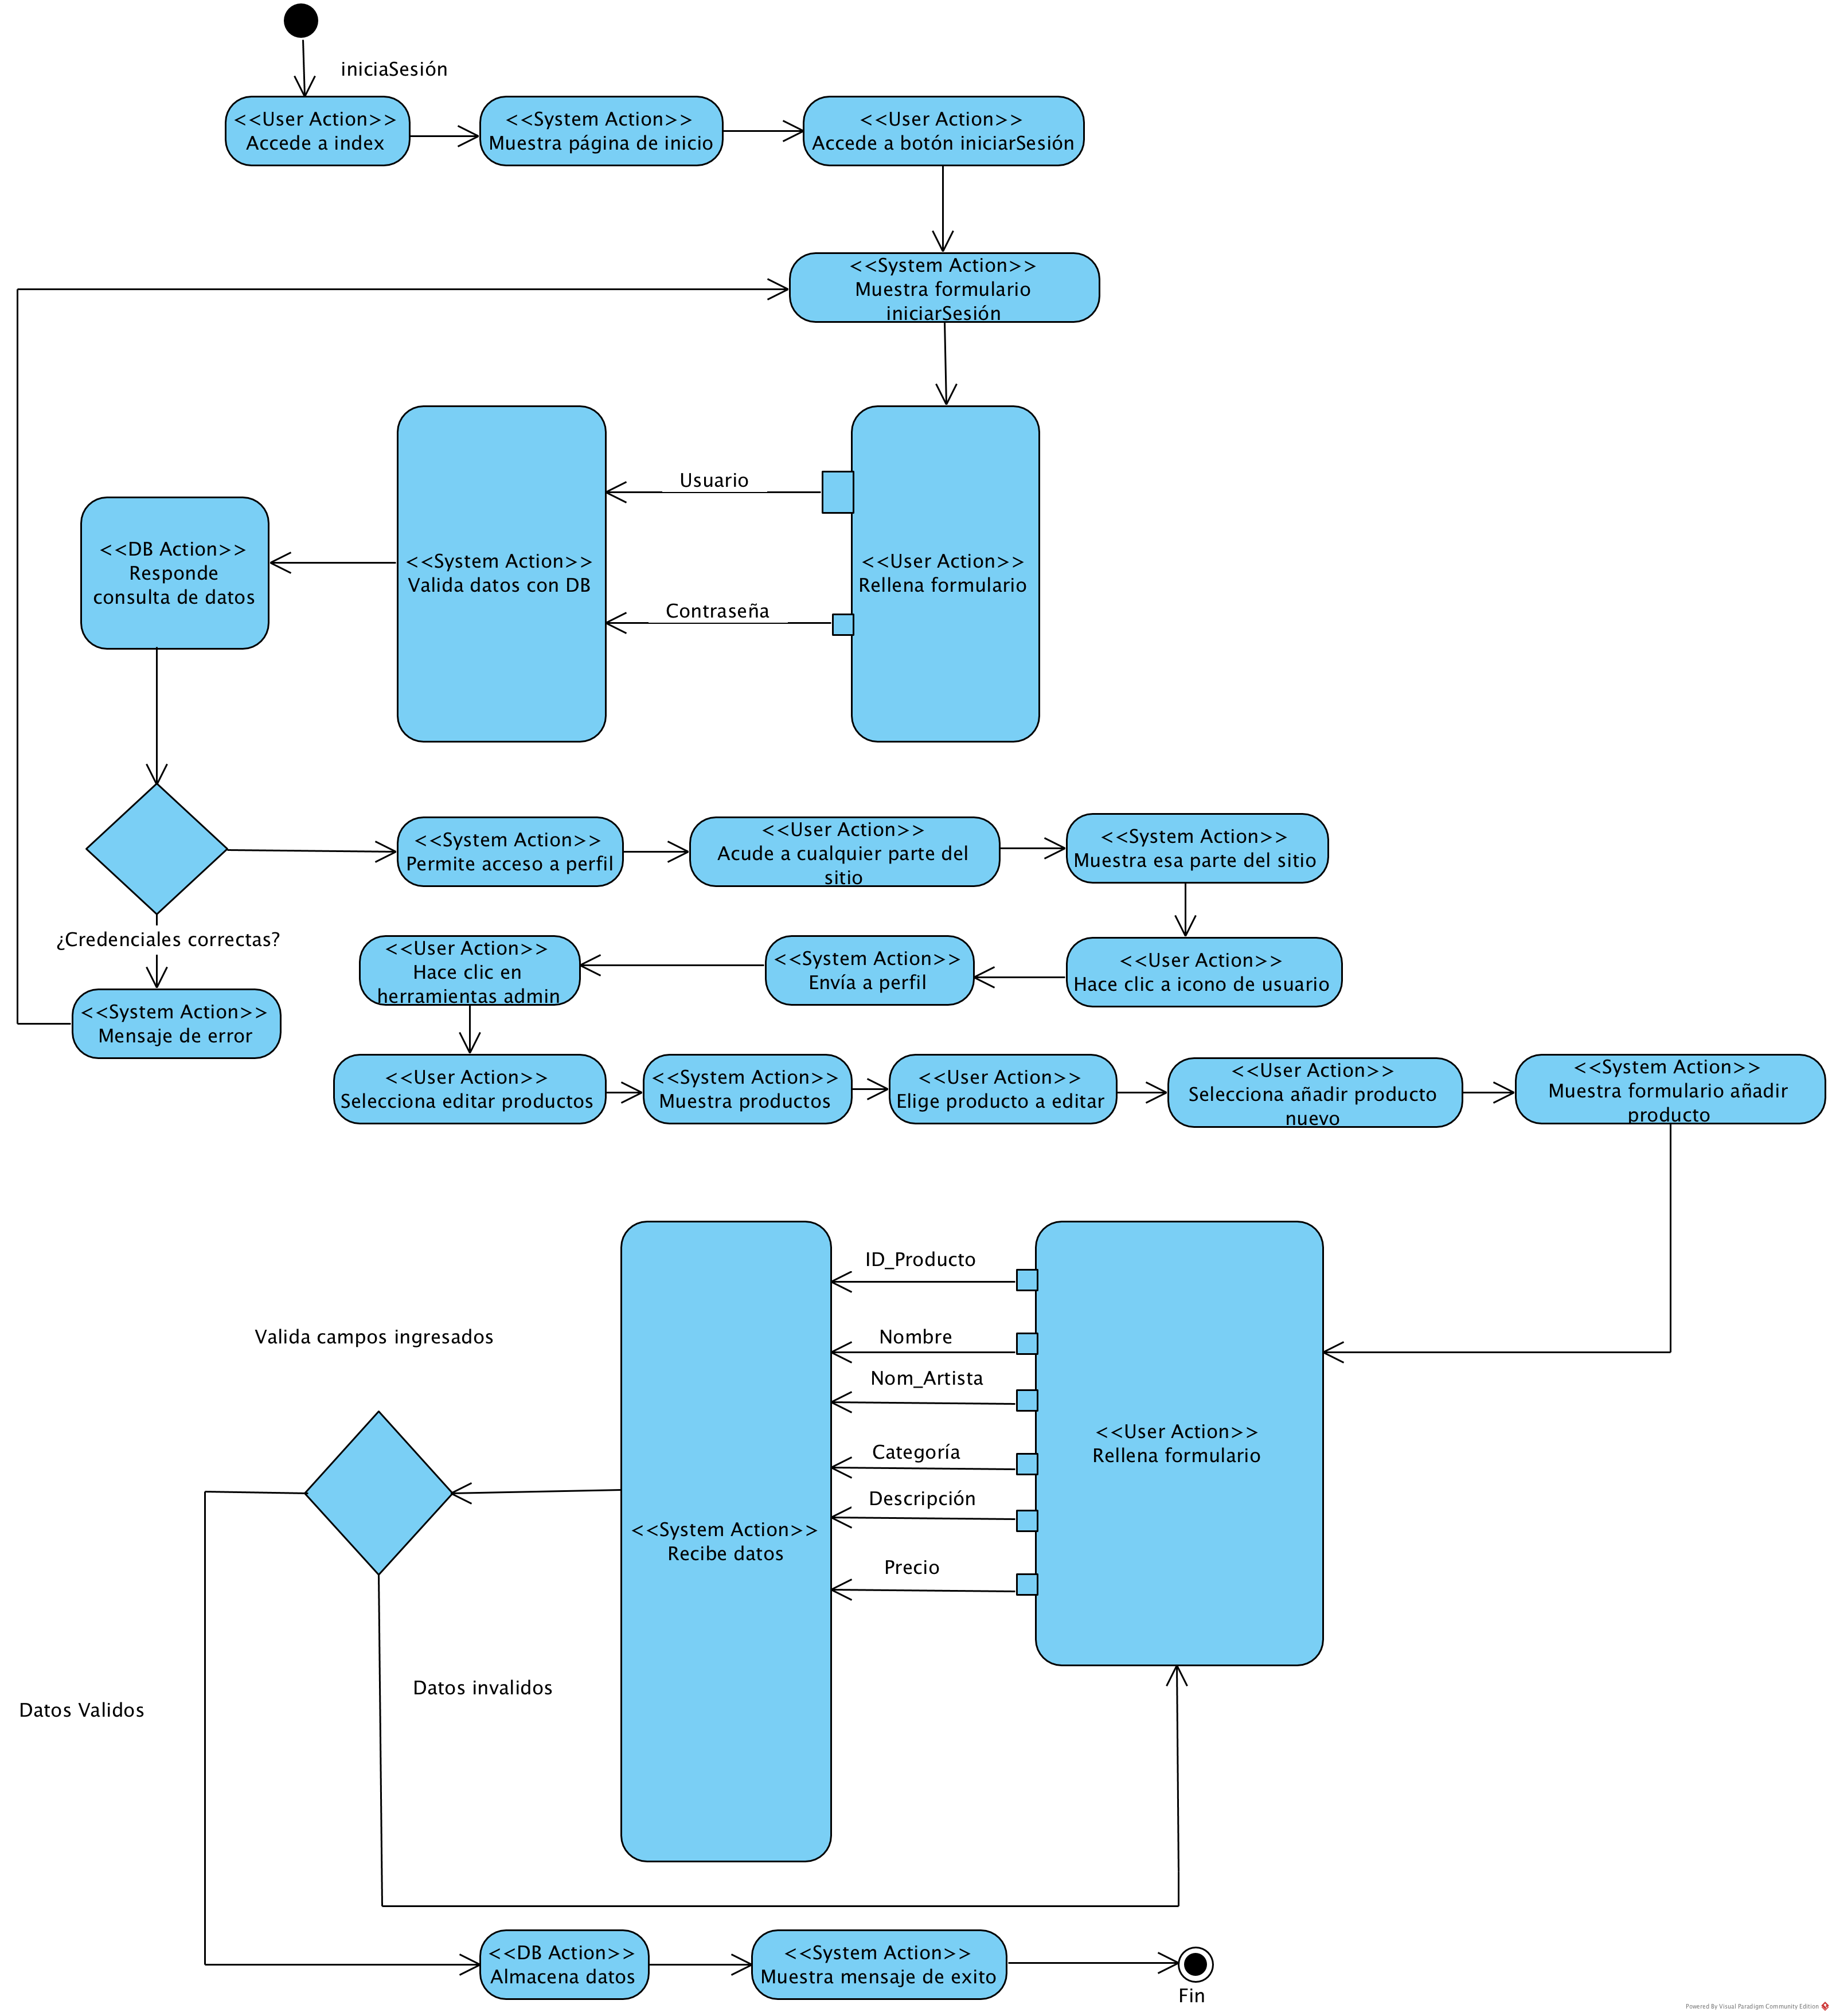 iniciaSesión
<<User Action>>
Accede a index
<<System Action>>
Muestra página de inicio
<<User Action>>
Accede a botón iniciarSesión
<<System Action>>
Muestra formulario
iniciarSesión
Usuario
Contraseña
<<User Action>>
Rellena formulario
<<System Action>>
Valida datos con DB
<<DB Action>>
Responde
consulta de datos
¿Credenciales correctas?
<<System Action>>
Mensaje de error
<<System Action>>
Permite acceso a perfil
<<User Action>>
Acude a cualquier parte del
sitio
<<System Action>>
Muestra esa parte del sitio
<<User Action>>
Hace clic a icono de usuario
<<System Action>>
Envía a perfil
<<User Action>>
Hace clic en
herramientas admin
<<User Action>>
Selecciona editar productos
<<System Action>>
Muestra productos
<<User Action>>
Elige producto a editar
<<User Action>>
Selecciona añadir producto
nuevo
<<System Action>>
Muestra formulario añadir
producto
<<User Action>>
Rellena formulario
ID_Producto
Nombre
Nom_Artista
Categoría
Descripción
Precio
<<System Action>>
Recibe datos
Valida campos ingresados
Datos invalidos
Datos Validos
<<DB Action>>
Almacena datos
<<System Action>>
Muestra mensaje de exito
Fin
Powered By Visual Paradigm Community Edition